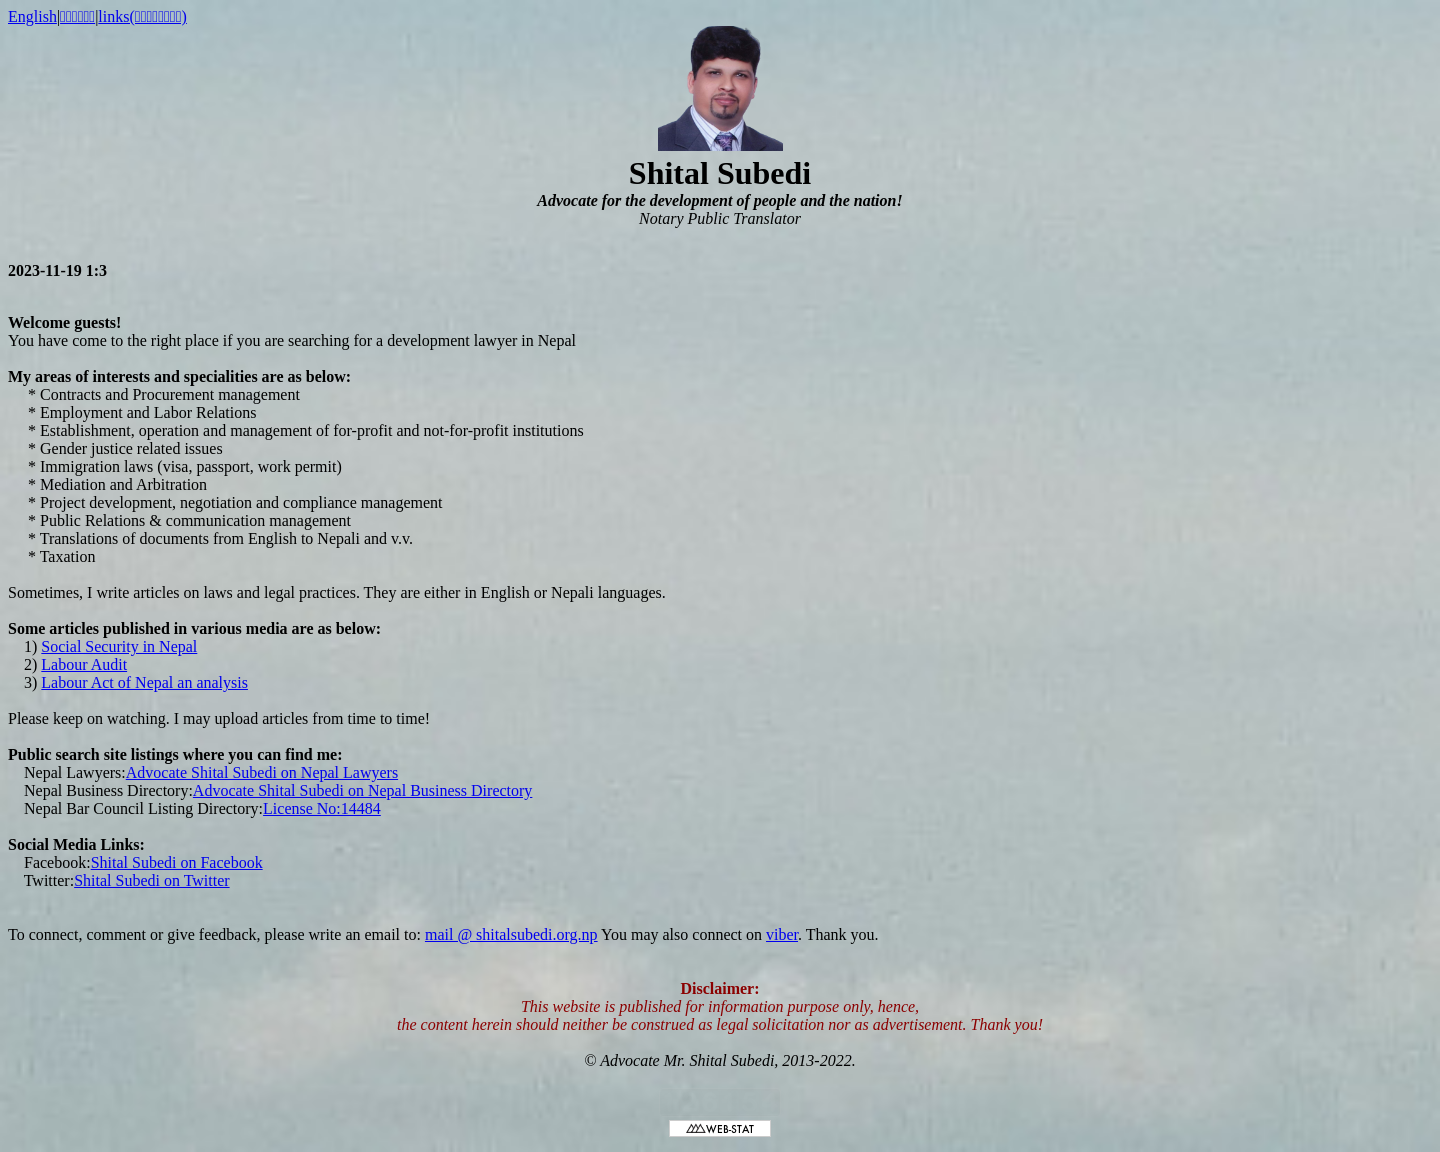 English||links()
Shital Subedi
Advocate for the development of people and the nation!
Notary Public Translator
2023-11-19 1:3
Welcome guests!
You have come to the right place if you are searching for a development lawyer in Nepal
My areas of interests and specialities are as below:
* Contracts and Procurement management
* Employment and Labor Relations
* Establishment, operation and management of for-profit and not-for-profit institutions
* Gender justice related issues
* Immigration laws (visa, passport, work permit)
* Mediation and Arbitration
* Project development, negotiation and compliance management
* Public Relations & communication management
* Translations of documents from English to Nepali and v.v.
* Taxation
Sometimes, I write articles on laws and legal practices. They are either in English or Nepali languages.
Some articles published in various media are as below:
1) Social Security in Nepal
2) Labour Audit
3) Labour Act of Nepal an analysis
Please keep on watching. I may upload articles from time to time!
Public search site listings where you can find me:
Nepal Lawyers:Advocate Shital Subedi on Nepal Lawyers
Nepal Business Directory:Advocate Shital Subedi on Nepal Business Directory
Nepal Bar Council Listing Directory:License No:14484
Social Media Links:
Facebook:Shital Subedi on Facebook
Twitter:Shital Subedi on Twitter
To connect, comment or give feedback, please write an email to: mail @ shitalsubedi.org.np You may also connect on viber. Thank you.
Disclaimer:
This website is published for information purpose only, hence,
the content herein should neither be construed as legal solicitation nor as advertisement. Thank you!
© Advocate Mr. Shital Subedi, 2013-2022.
WEB-STAT